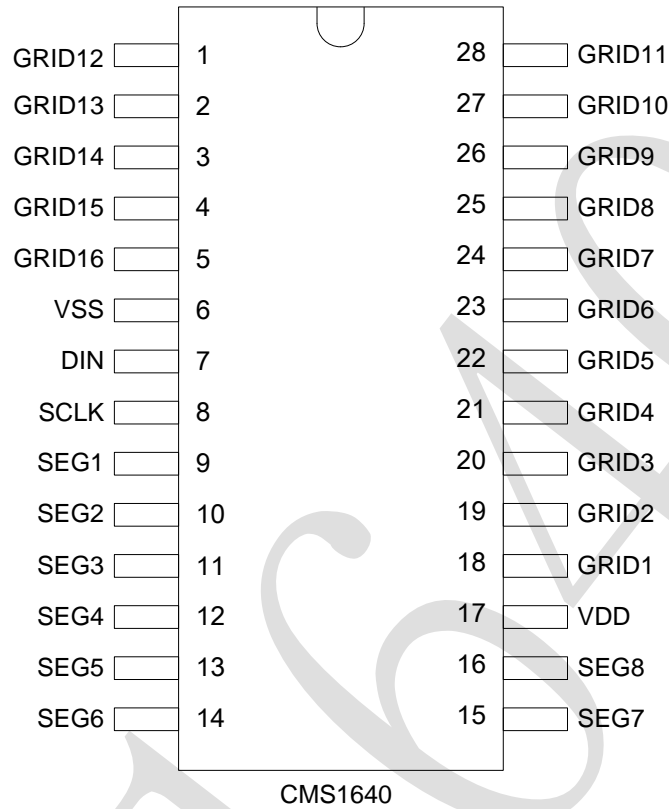 GRID12 1 28 GRID11
GRID13 2 27 GRID10
GRID14 3 26 GRID9
GRID15 4 25 GRID8
GRID16 5 24 GRID7
VSS 6 23 GRID6
DIN 7 22 GRID5
SCLK 8 21 GRID4
SEG1 9 20 GRID3
SEG2 10 19 GRID2
SEG3 11 18 GRID1
SEG4 12 17 VDD
SEG5 13 16 SEG8
SEG6 14 15 SEG7
CMS1640